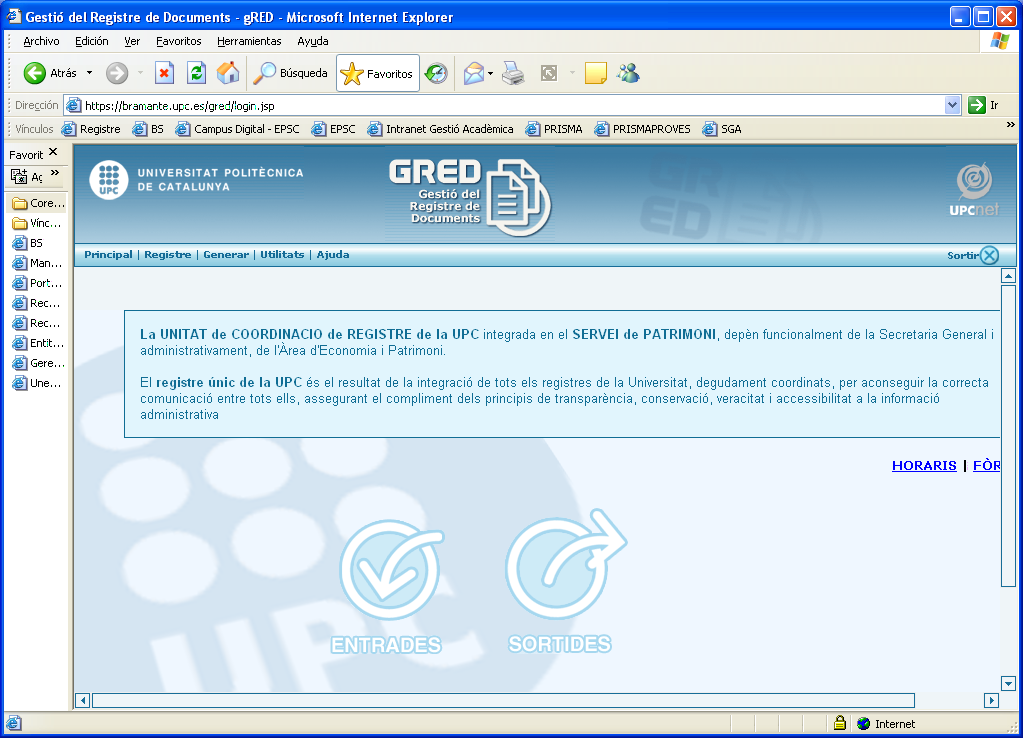 Gestió del Registre de Documents - gRED - Microsoft Internet Explorer
Archivo Edición Ver Favoritos Herramientas Ayuda
Atrás Búsqueda Favoritos
Dirección https://bramante.upc.es/gred/login.jsp Ir
Vínculos Registre BS Campus Digital - EPSC EPSC Intranet Gestió Acadèmica PRISMA PRISMAPROVES SGA »
Favorit
Ag »
Core...
Vínc...
BS
Man...
Port...
Rec...
Rec...
Entit...
Gere...
Une...
UPC
UNIVERSITAT POLITÈCNICA
DE CATALUNYA
GRED
Gestió del
Registre de
Documents
GR
ED
UPCnet
Principal | Registre | Generar | Utilitats | Ajuda
Sortir
La UNITAT de COORDINACIO de REGISTRE de la UPC integrada en el SERVEI de PATRIMONI, depèn funcionalment de la Secretaria General i
administrativament, de l'Àrea d'Economia i Patrimoni.
El registre únic de la UPC és el resultat de la integració de tots els registres de la Universitat, degudament coordinats, per aconseguir la correcta
comunicació entre tots ells, assegurant el compliment dels principis de transparència, conservació, veracitat i accessibilitat a la informació
administrativa
HORARIS | FÒR
ENTRADES SORTIDES
UPC
Internet